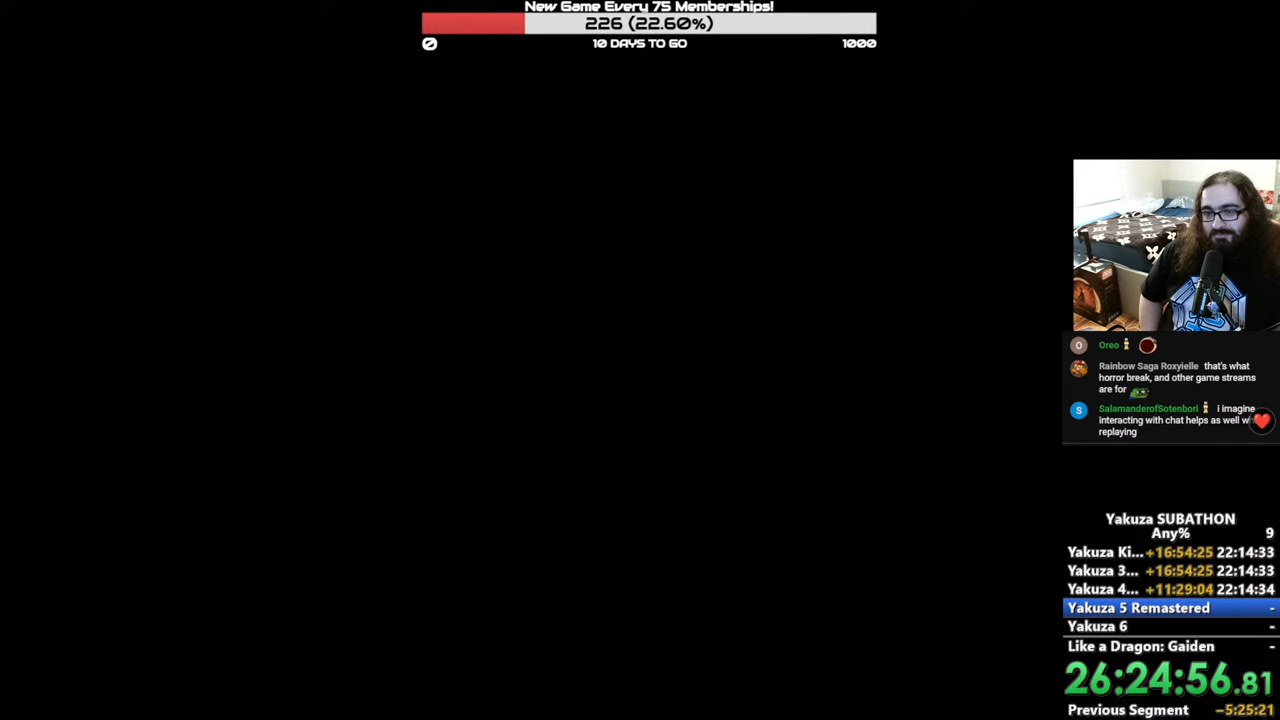 New Game Every 75 Memberships!
226 (22.60%)
0
10 DAYS TO GO
1000
O
Oreo
Rainbow Saga Roxyielle that's what
horror break, and other game streams
are for
S
SalamanderofSotenbori i imagine
interacting with chat helps as well
replaying
Yakuza SUBATHON
Any% 9
Yakuza Ki... +16:54:25 22:14:33
Yakuza 3... +16:54:25 22:14:33
Yakuza 4... +11:29:04 22:14:34
Yakuza 5 Remastered -
Yakuza 6 -
Like a Dragon: Gaiden -
26:24:56.81
Previous Segment −5:25:21